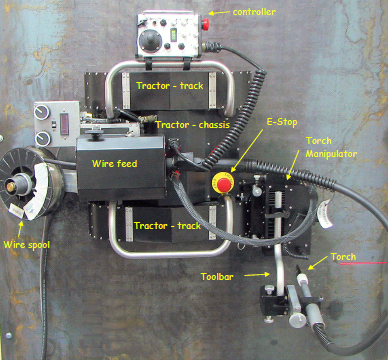 controller
Tractor - track
Tractor - chassis
E-Stop
Torch
Manipulator
Wire feed
Wire spool
Tractor - track
Toolbar
Torch